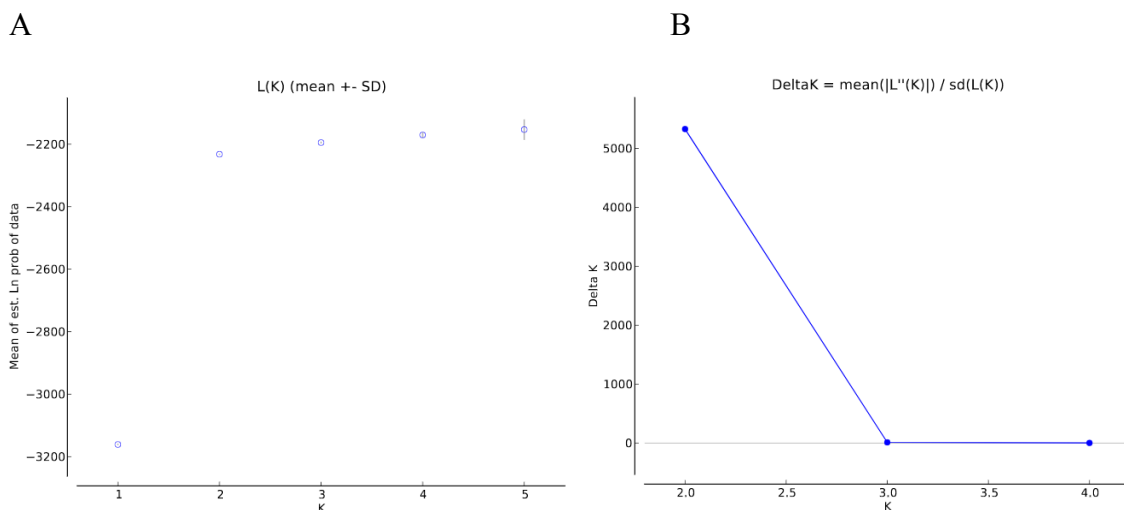 A
B
L(K) (mean +- SD)
Mean of est. Ln prob of data
−2200
−2400
−2600
−2800
−3000
−3200
1
2
3
4
5
K
DeltaK = mean(|L''(K)|) / sd(L(K))
Delta K
5000
4000
3000
2000
1000
0
2.0
2.5
3.0
3.5
4.0
K